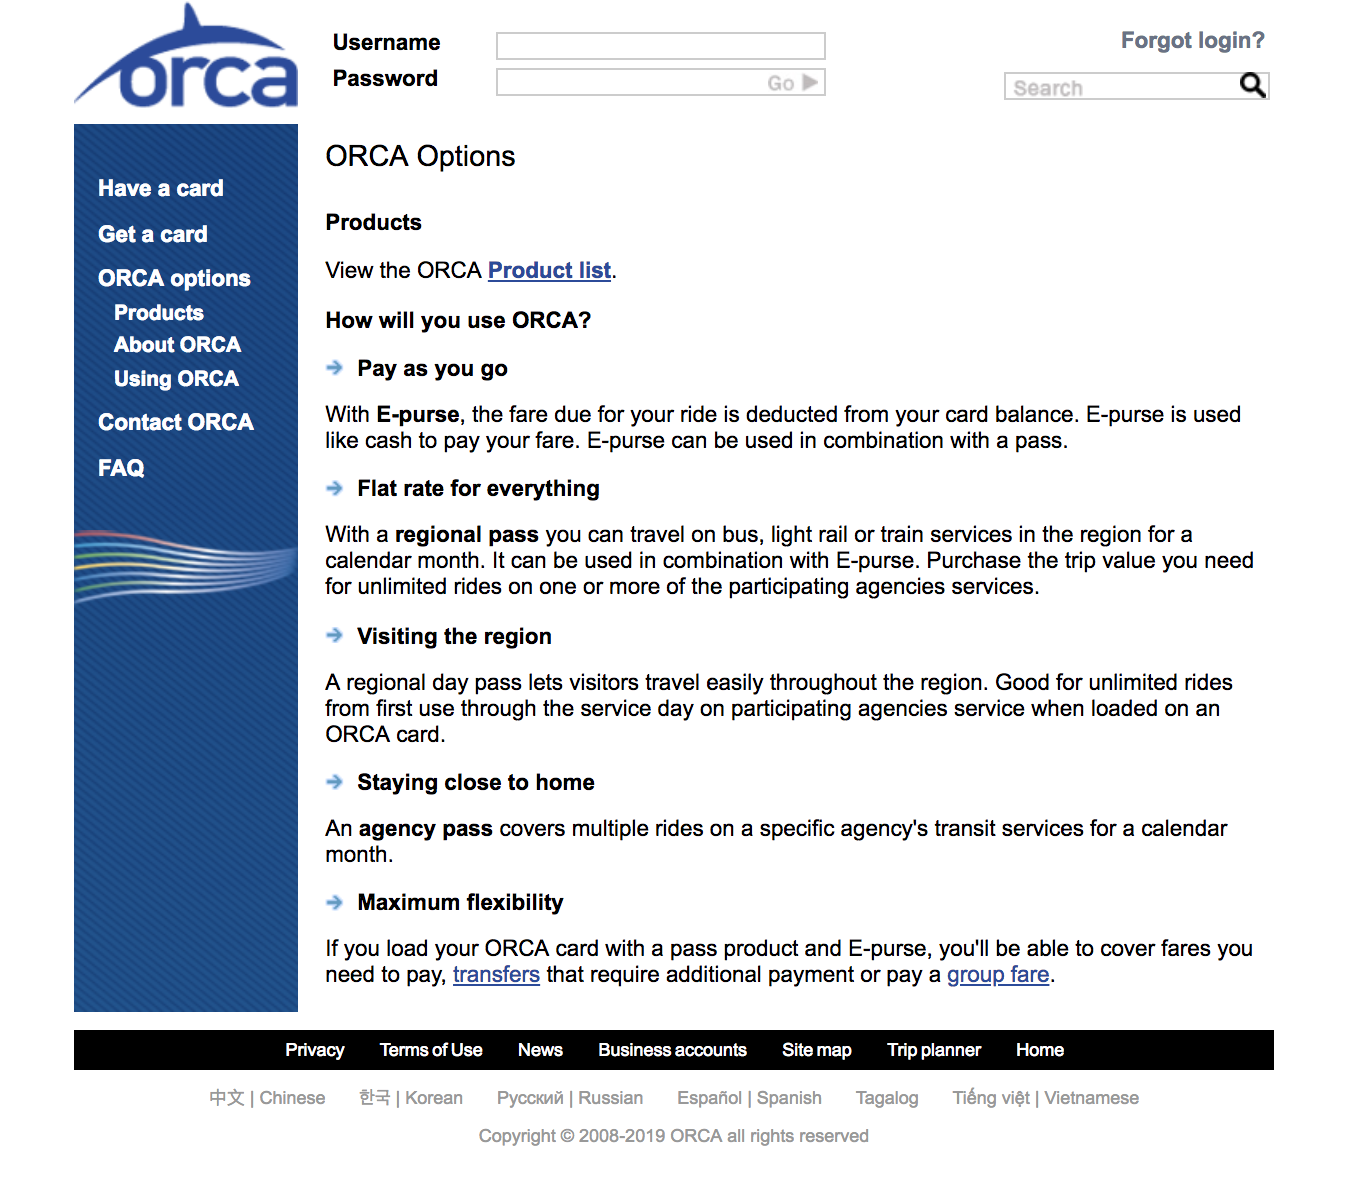 orca
Username
Password
Go
Forgot login?
Search
Have a card
Get a card
ORCA options
Products
About ORCA
Using ORCA
Contact ORCA
FAQ
ORCA Options
Products
View the ORCA Product list.
How will you use ORCA?
Pay as you go
With E-purse, the fare due for your ride is deducted from your card balance. E-purse is used
like cash to pay your fare. E-purse can be used in combination with a pass.
Flat rate for everything
With a regional pass you can travel on bus, light rail or train services in the region for a
calendar month. It can be used in combination with E-purse. Purchase the trip value you need
for unlimited rides on one or more of the participating agencies services.
Visiting the region
A regional day pass lets visitors travel easily throughout the region. Good for unlimited rides
from first use through the service day on participating agencies service when loaded on an
ORCA card.
Staying close to home
An agency pass covers multiple rides on a specific agency's transit services for a calendar
month.
Maximum flexibility
If you load your ORCA card with a pass product and E-purse, you'll be able to cover fares you
need to pay, transfers that require additional payment or pay a group fare.
Privacy Terms of Use News Business accounts Site map Trip planner Home
中文 | Chinese 한국 | Korean Русский | Russian Español | Spanish Tagalog Tiếng việt | Vietnamese
Copyright © 2008-2019 ORCA all rights reserved